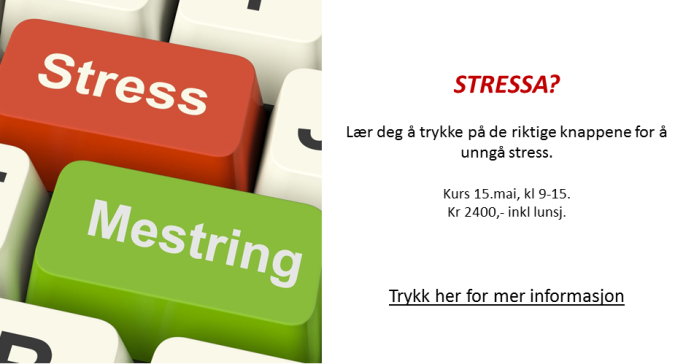 Stress
Mestring
STRESSA?
Lær deg å trykke på de riktige knappene for å
unngå stress.
Kurs 15.mai, kl 9-15.
Kr 2400,- inkl lunsj.
Trykk her for mer informasjon